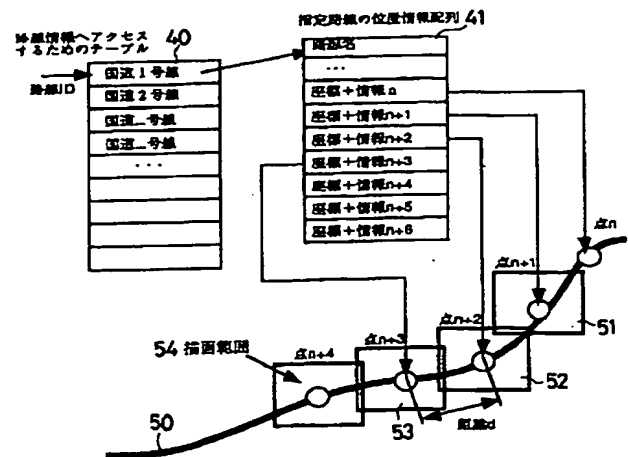 路線情報へアクセス
するためのテーブル
40
路線ID
国道1号線
国道2号線
国道…号線
国道…号線
...
指定路線の位置情報配列
41
路線名
...
座標+情報n
座標+情報n+1
座標+情報n+2
座標+情報n+3
座標+情報n+4
座標+情報n+5
座標+情報n+6
点n
点n+1
51
点n+2
52
点n+3
53
点n+4
54 描画範囲
距離d
50